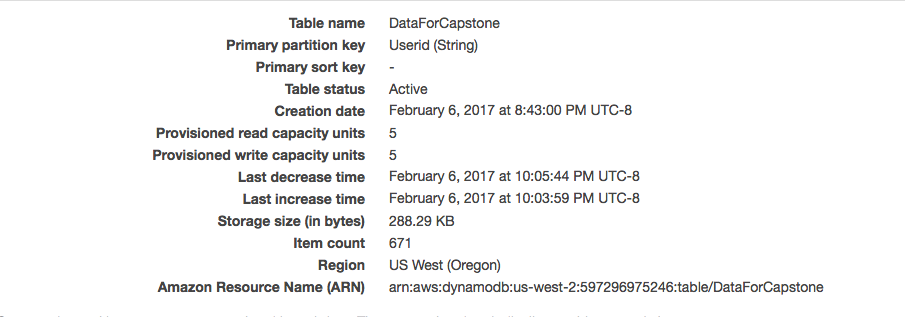 Table name DataForCapstone
Primary partition key Userid (String)
Primary sort key -
Table status Active
Creation date February 6, 2017 at 8:43:00 PM UTC-8
Provisioned read capacity units 5
Provisioned write capacity units 5
Last decrease time February 6, 2017 at 10:05:44 PM UTC-8
Last increase time February 6, 2017 at 10:03:59 PM UTC-8
Storage size (in bytes) 288.29 KB
Item count 671
Region US West (Oregon)
Amazon Resource Name (ARN) arn:aws:dynamodb:us-west-2:597296975246:table/DataForCapstone